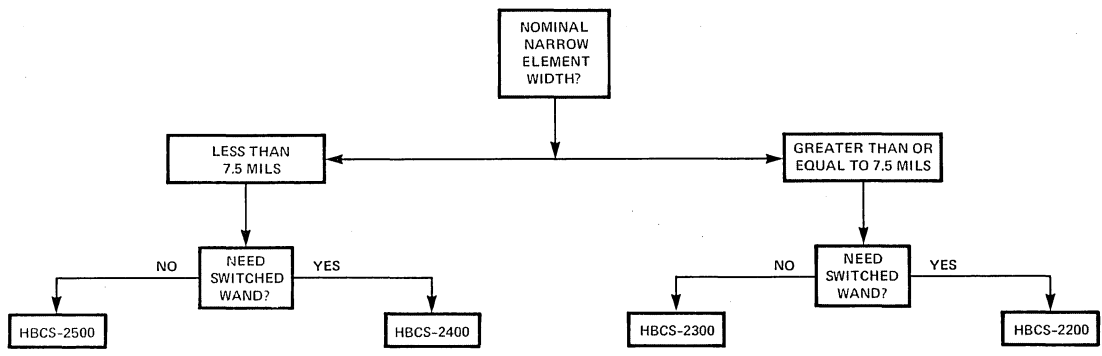 NOMINAL
NARROW
ELEMENT
WIDTH?
LESS THAN
7.5 MILS
GREATER THAN OR
EQUAL TO 7.5 MILS
NO
NEED
SWITCHED
WAND?
YES
NO
NEED
SWITCHED
WAND?
YES
HBCS-2500
HBCS-2400
HBCS-2300
HBCS-2200